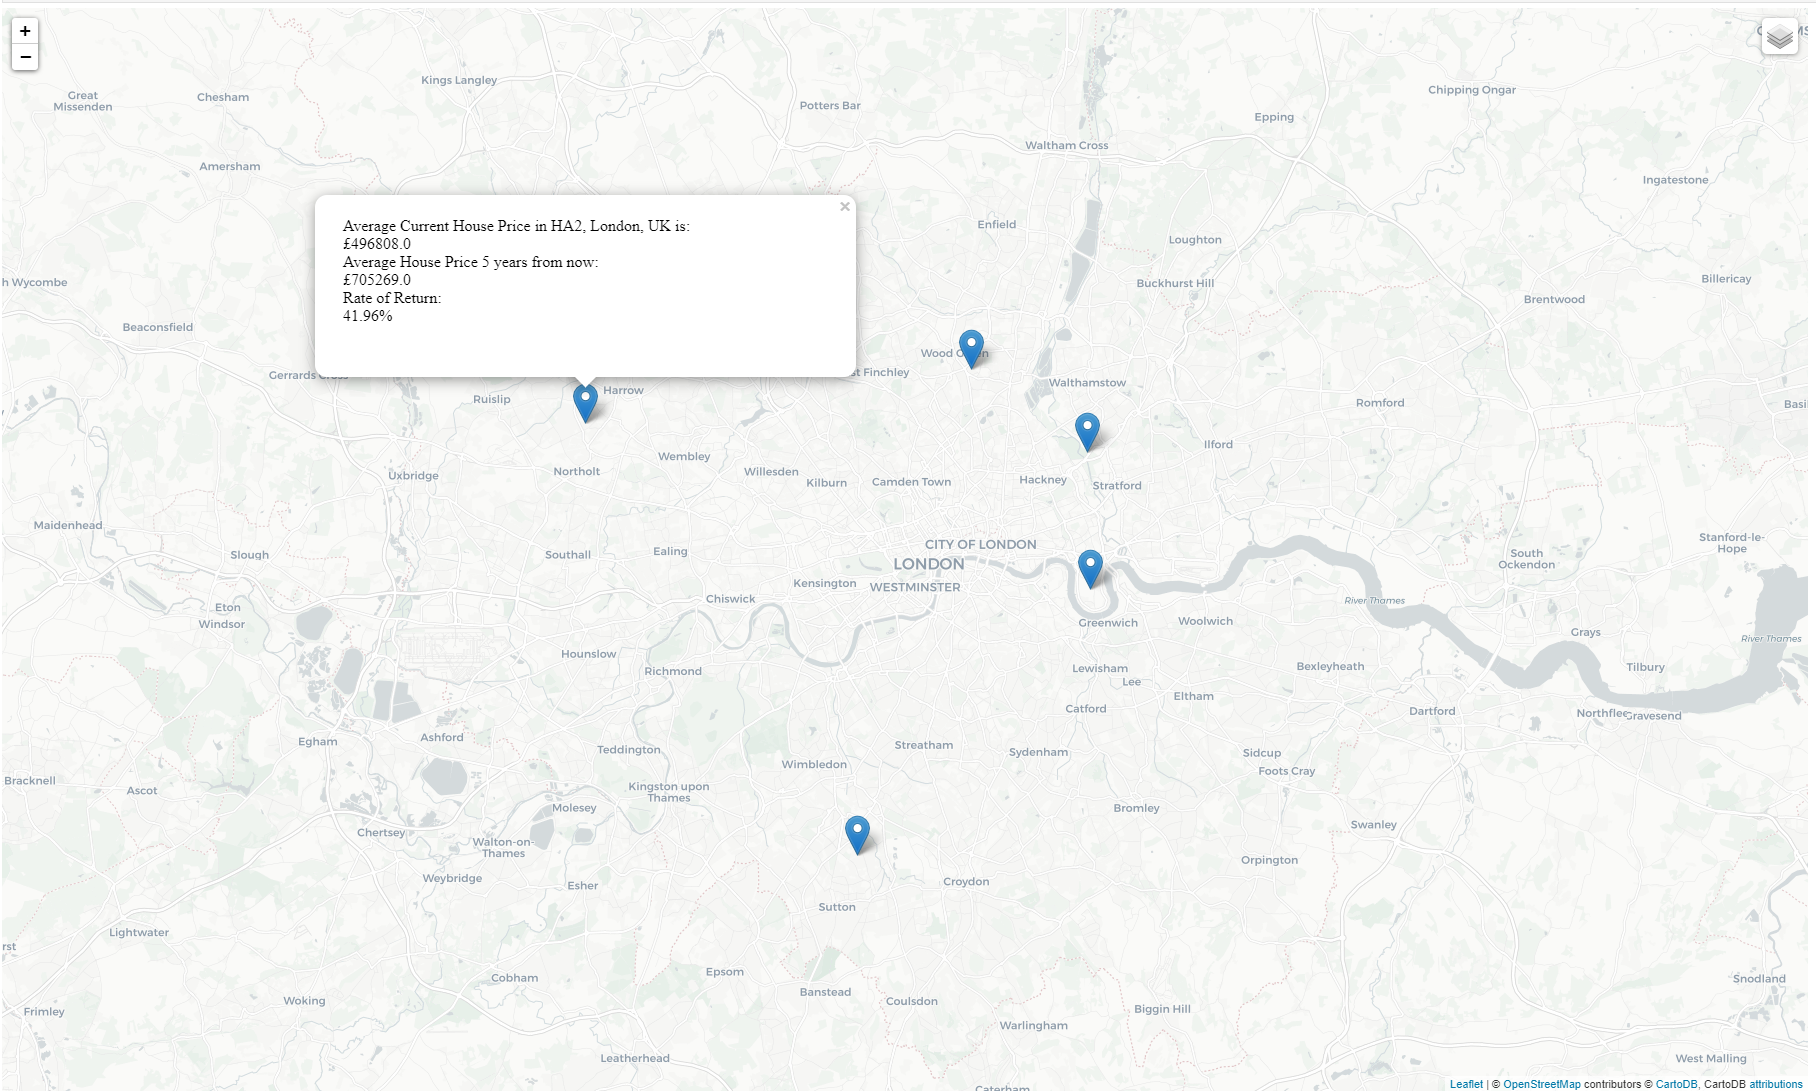 +
−
Kings Langley
Great
Missenden
Chesham
Potters Bar
Chipping Ongar
Epping
Waltham Cross
Amersham
Ingatestone
×
Average Current House Price in HA2, London, UK is:
£496808.0
Average House Price 5 years from now:
£705269.0
Rate of Return:
41.96%
Enfield
Loughton
h Wycombe
Buckhurst Hill
Billericay
Brentwood
Beaconsfield
Wood
st Finchley
Gerrards Cross
Walthamstow
Harrow
Ruislip
Romford
Basi
Ilford
Wembley
Northolt
Willesden
Uxbridge
Kilburn
Camden Town
Hackney
Stratford
Maidenhead
Slough
Southall
Ealing
CITY OF LONDON
LONDON
WESTMINSTER
Kensington
Chiswick
Stanford-le-
Hope
South
Ockendon
River Thames
Eton
Windsor
Greenwich
Woolwich
Grays
River Thames
Hounslow
Richmond
Lewisham
Lee
Bexleyheath
Tilbury
Eltham
Catford
Dartford
Northflee
Gravesend
Egham
Ashford
Teddington
Streatham
Sydenham
Sidcup
Wimbledon
Foots Cray
Bracknell
Ascot
Kingston upon
Thames
Molesey
Bromley
Chertsey
Swanley
Walton-on-
Thames
Orpington
Weybridge
Esher
Croydon
Sutton
Lightwater
rst
Epsom
Cobham
Banstead
Snodland
Woking
Coulsdon
Frimley
Biggin Hill
Warlingham
Leatherhead
West Malling
Caterham
Leaflet | © OpenStreetMap contributors © CartoDB, CartoDB attributions